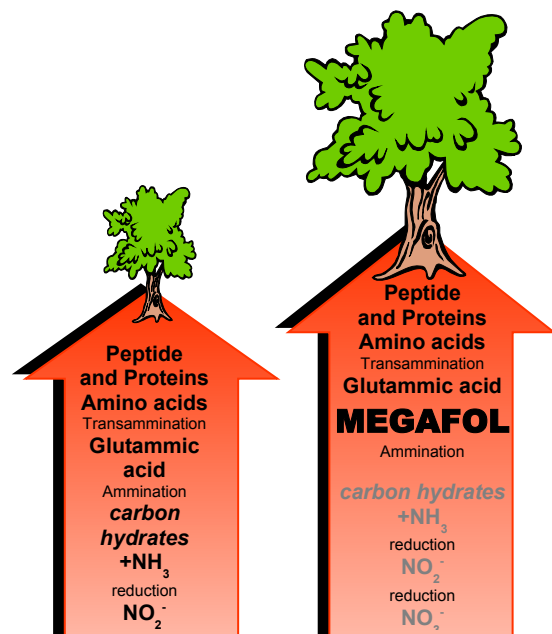 Peptide
and Proteins
Amino acids
Transammination
Glutammic
acid
Ammination
carbon
hydrates
+NH3
reduction
NO2-
Peptide
and Proteins
Amino acids
Transammination
Glutammic acid
MEGAFOL
Ammination
carbon hydrates
+NH3
reduction
NO2-
reduction
NO3-